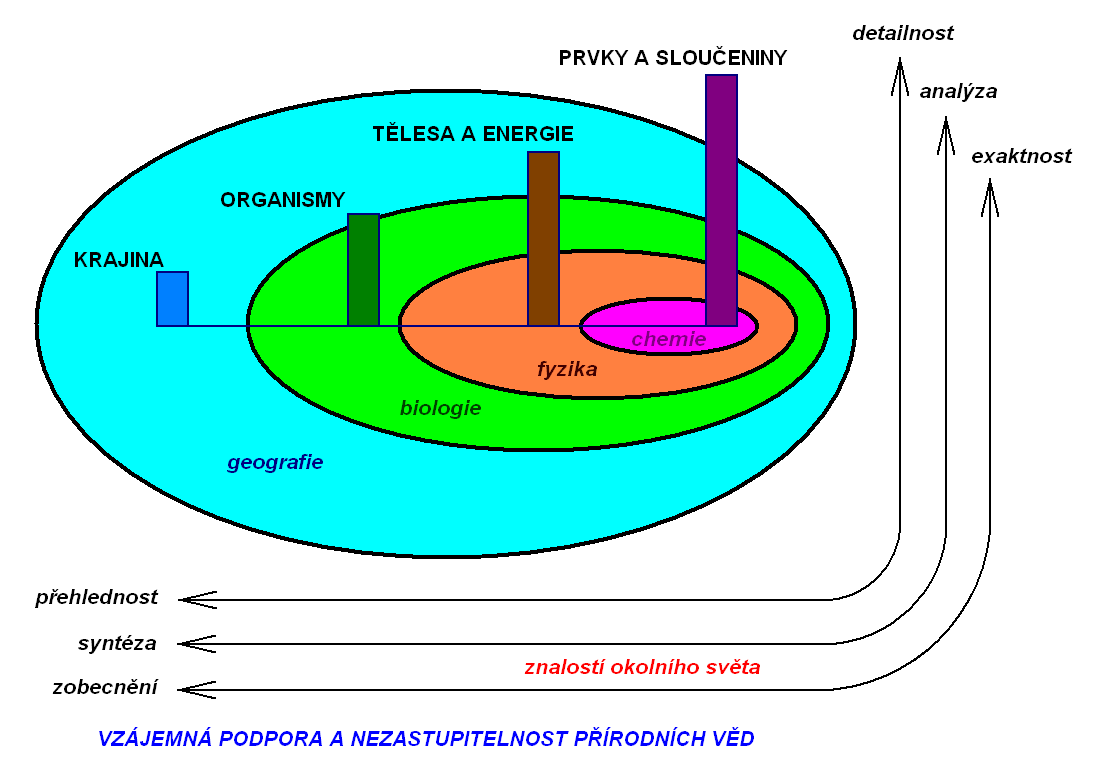 detailnost
PRVKY A SLOUČENINY
analýza
TĚLESA A ENERGIE
exaktnost
ORGANISMY
KRAJINA
chemie
fyzika
biologie
geografie
přehlednost
syntéza
znalostí okolního světa
zobecnění
VZÁJEMNÁ PODPORA A NEZASTUPITELNOST PŘÍRODNÍCH VĚD